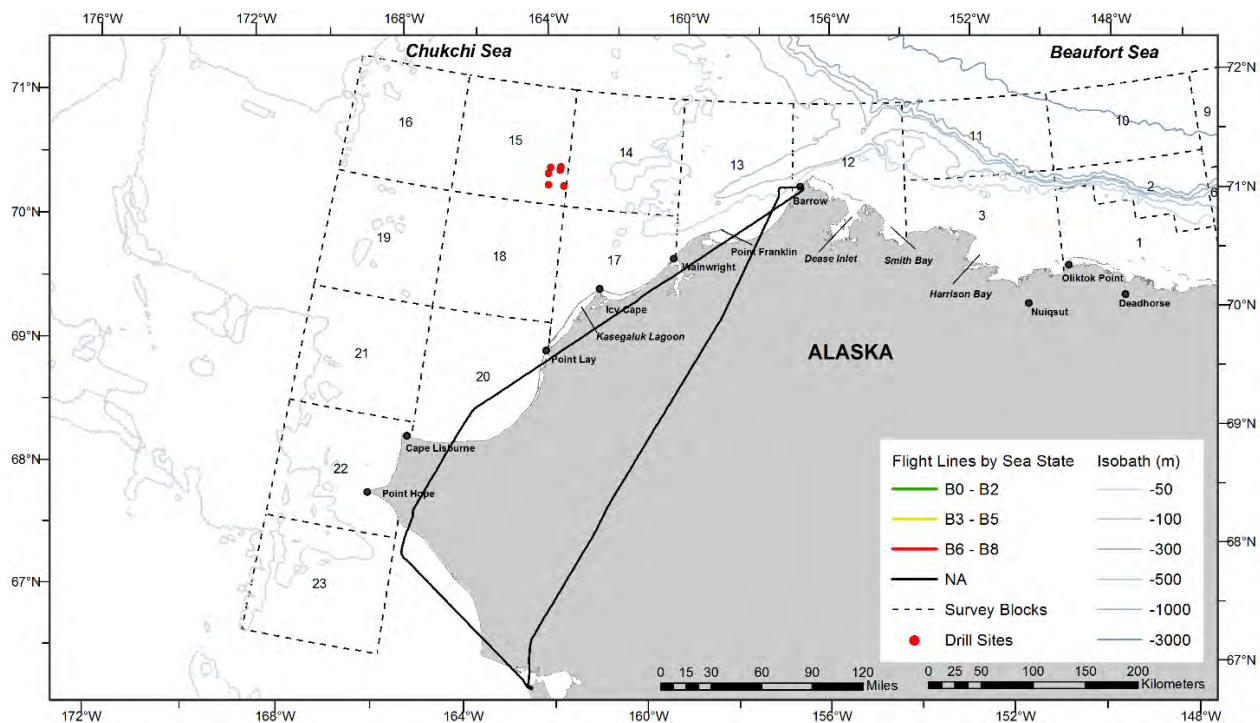 168°W 164°W 160°W 156°W 152°W 148°W
Chukchi Sea
Beaufort Sea
71°N
70°N
69°N
68°N
67°N
72°N
71°N
70°N
69°N
68°N
67°N
16
15
14
13
12
11
10
9
2
6
3
1
19
18
17
21
20
22
23
Barrow
Point Franklin
Wainwright
Icy Cape
Kasegaluk Lagoon
Point Lay
Cape Lisburne
Point Hope
Dease Inlet
Smith Bay
Harrison Bay
Oliktok Point
Nuiqsut
Deadhorse
ALASKA
Flight Lines by Sea State
B0 - B2
B3 - B5
B6 - B8
NA
Survey Blocks
Drill Sites
Isobath (m)
-50
-100
-300
-500
-1000
-3000
0 15 30 60 90 120
Miles
0 25 50 100 150 200
Kilometers
172°W 168°W 164°W 160°W 156°W 152°W 148°W